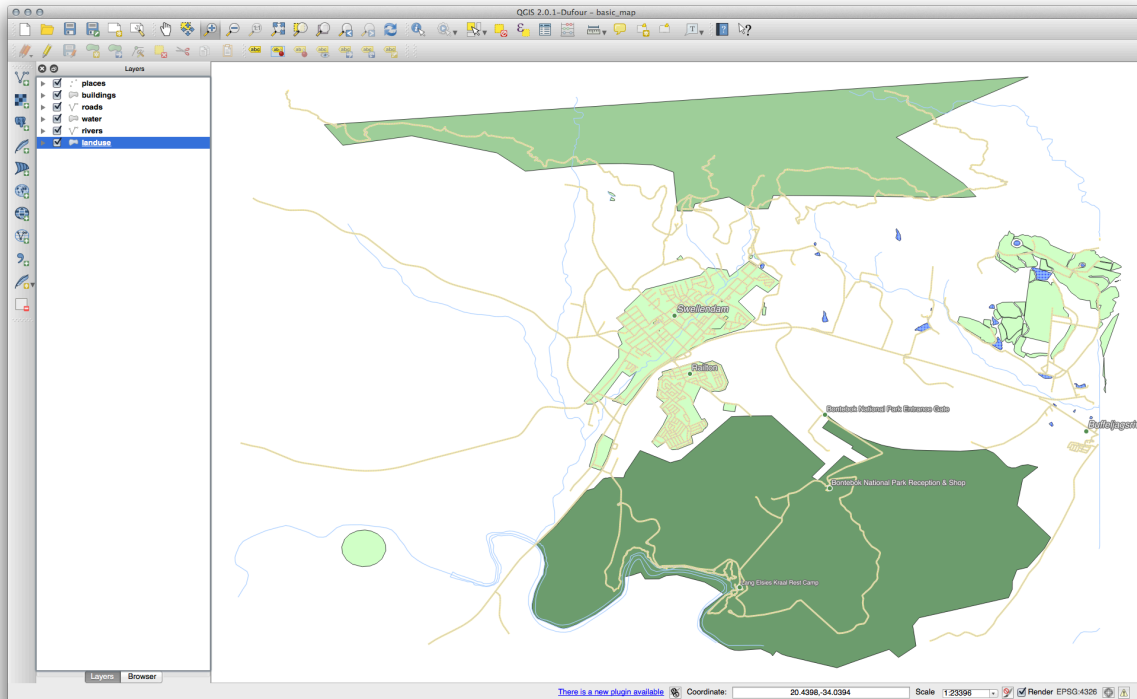 QGIS 2.0.1-Dufour - basic_map
Layers
places
buildings
roads
water
rivers
landuse
Swellendam
Railton
Bontebok National Park Entrance Gate
Bontebok National Park Reception & Shop
Lang Elsies Kraal Rest Camp
Layers
Browser
There is a new plugin available
Coordinate:
20.4398,-34.0394
Scale
1:23396
Render
EPSG:4326